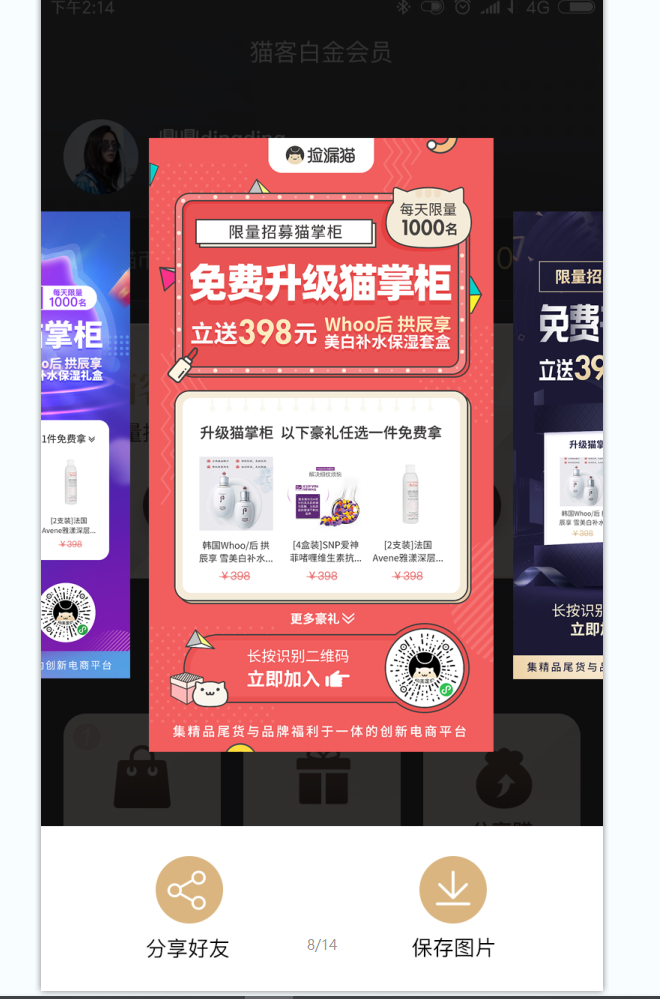 下午2:14
4G
猫客白金会员
捡漏猫
每天限量
1000名
限量招募猫掌柜
免费升级猫掌柜
立送398元
Whoo后 拱辰享
美白补水保湿套盒
升级猫掌柜 以下豪礼任选一件免费拿
韩国Whoo/后 拱
辰享 雪美白补水...
¥398
[4盒装]SNP爱神
菲啫喱维生素抗...
¥398
[2支装]法国
Avene雅漾深层...
¥398
更多豪礼
长按识别二维码
立即加入
集精品尾货与品牌福利于一体的创新电商平台
每天限量
1000名
掌柜
o后 拱辰享
补水保湿礼盒
1件免费拿
[2支装]法国
Avene雅漾深层...
¥398
的创新电商平台
限量招
免费
立送39
升级猫掌
韩国Whoo/后 拱
辰享 雪美白补水...
¥398
长按识别
立即加
集精品尾货与品
分享好友
8/14
保存图片